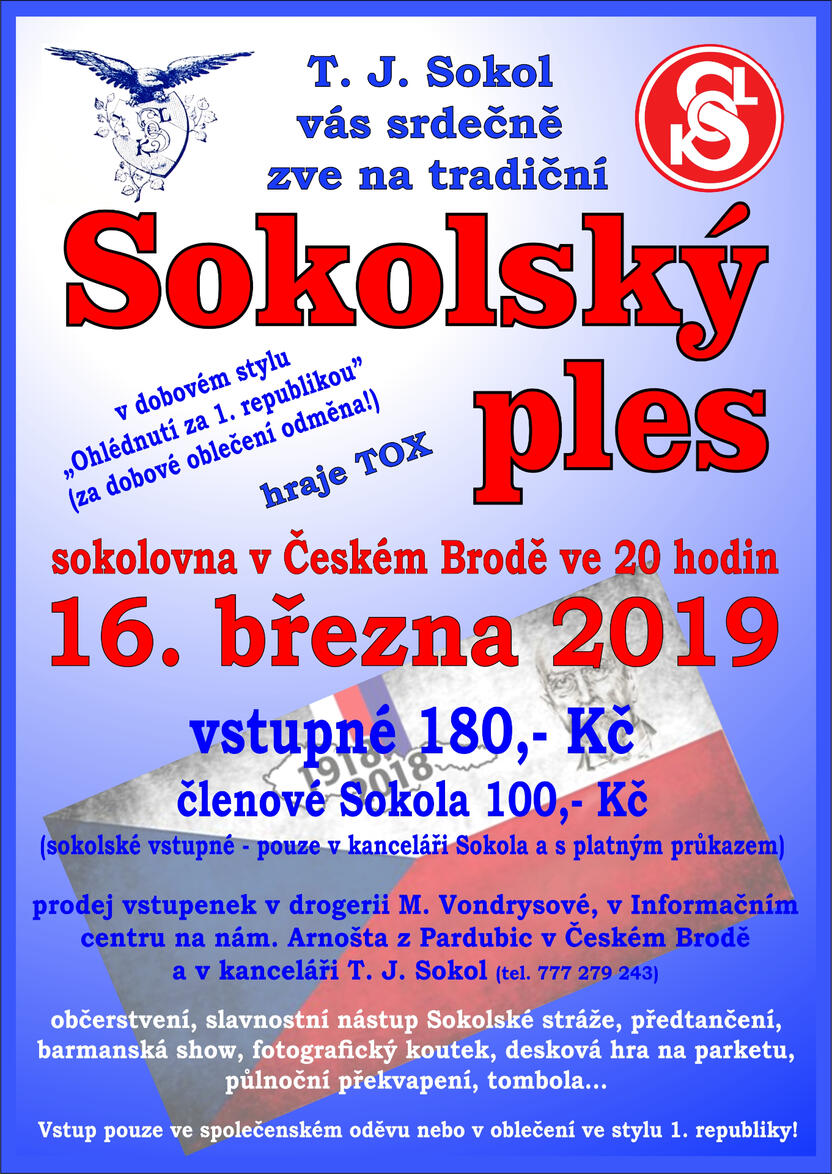 T. J. Sokol
vás srdečně
zve na tradiční
Sokolský
ples
v dobovém stylu
„Ohlédnutí za 1. republikou”
(za dobové oblečení odměna!)
hraje TOX
sokolovna v Českém Brodě ve 20 hodin
16. března 2019
1918
2018
vstupné 180,- Kč
členové Sokola 100,- Kč
(sokolské vstupné - pouze v kanceláři Sokola a s platným průkazem)
prodej vstupenek v drogerii M. Vondrysové, v Informačním
centru na nám. Arnošta z Pardubic v Českém Brodě
a v kanceláři T. J. Sokol (tel. 777 279 243)
občerstvení, slavnostní nástup Sokolské stráže, předtančení,
barmanská show, fotografický koutek, desková hra na parketu,
půlnoční překvapení, tombola...
Vstup pouze ve společenském oděvu nebo v oblečení ve stylu 1. republiky!